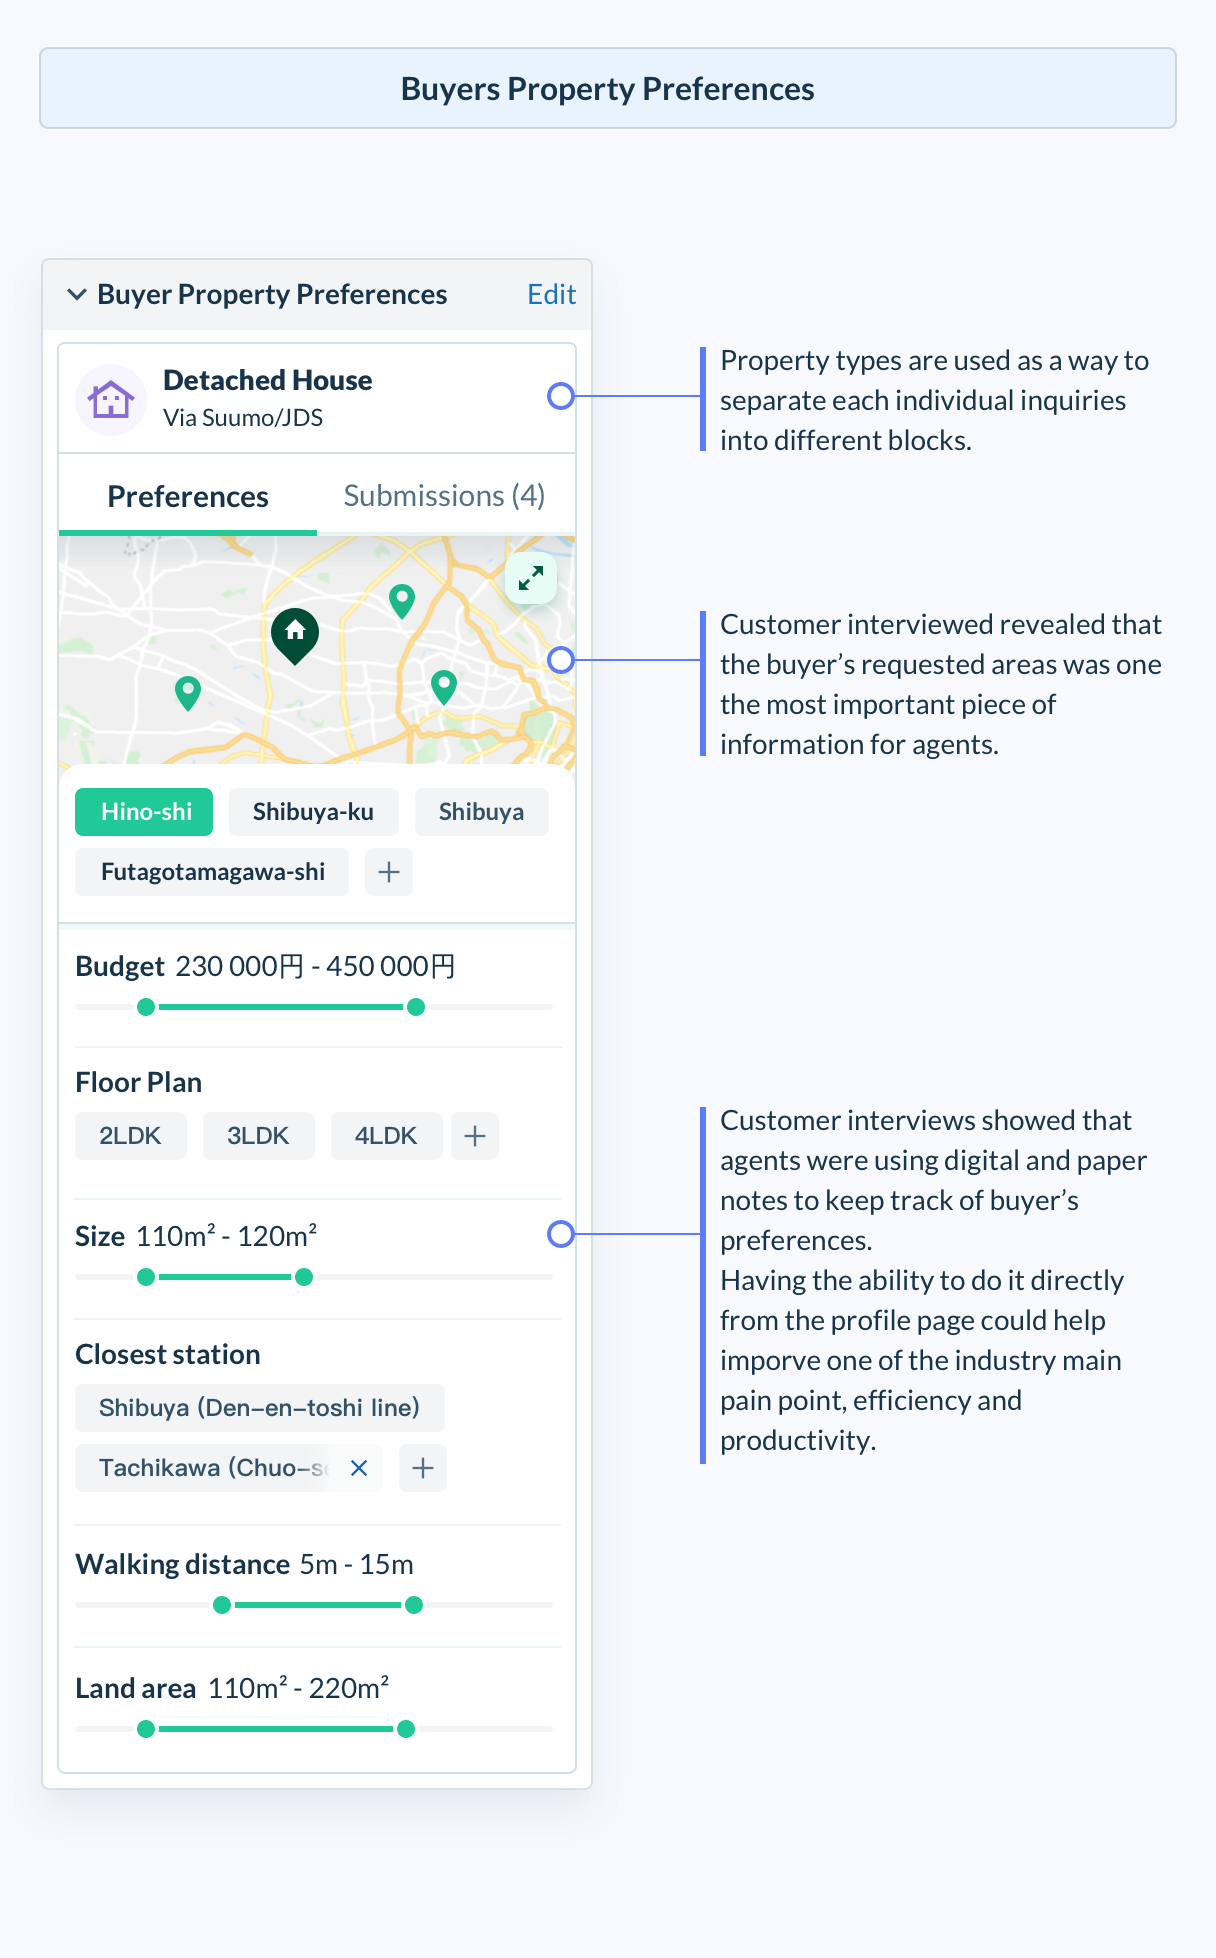 Buyers Property Preferences
Buyer Property Preferences Edit
Detached House
Via Suumo/JDS
Property types are used as a way to
separate each individual inquiries
into different blocks.
Preferences Submissions (4)
Customer interviewed revealed that
the buyer's requested areas was one
the most important piece of
information for agents.
Hino-shi Shibuya-ku Shibuya
Futagotamagawa-shi
Budget 230 000円 - 450 000円
Floor Plan
2LDK 3LDK 4LDK
Size 110m² - 120m²
Customer interviews showed that
agents were using digital and paper
notes to keep track of buyer's
preferences.
Having the ability to do it directly
from the profile page could help
imporve one of the industry main
pain point, efficiency and
productivity.
Closest station
Shibuya (Den-en-toshi line)
Tachikawa (Chuo-se
Walking distance 5m - 15m
Land area 110m² - 220m²